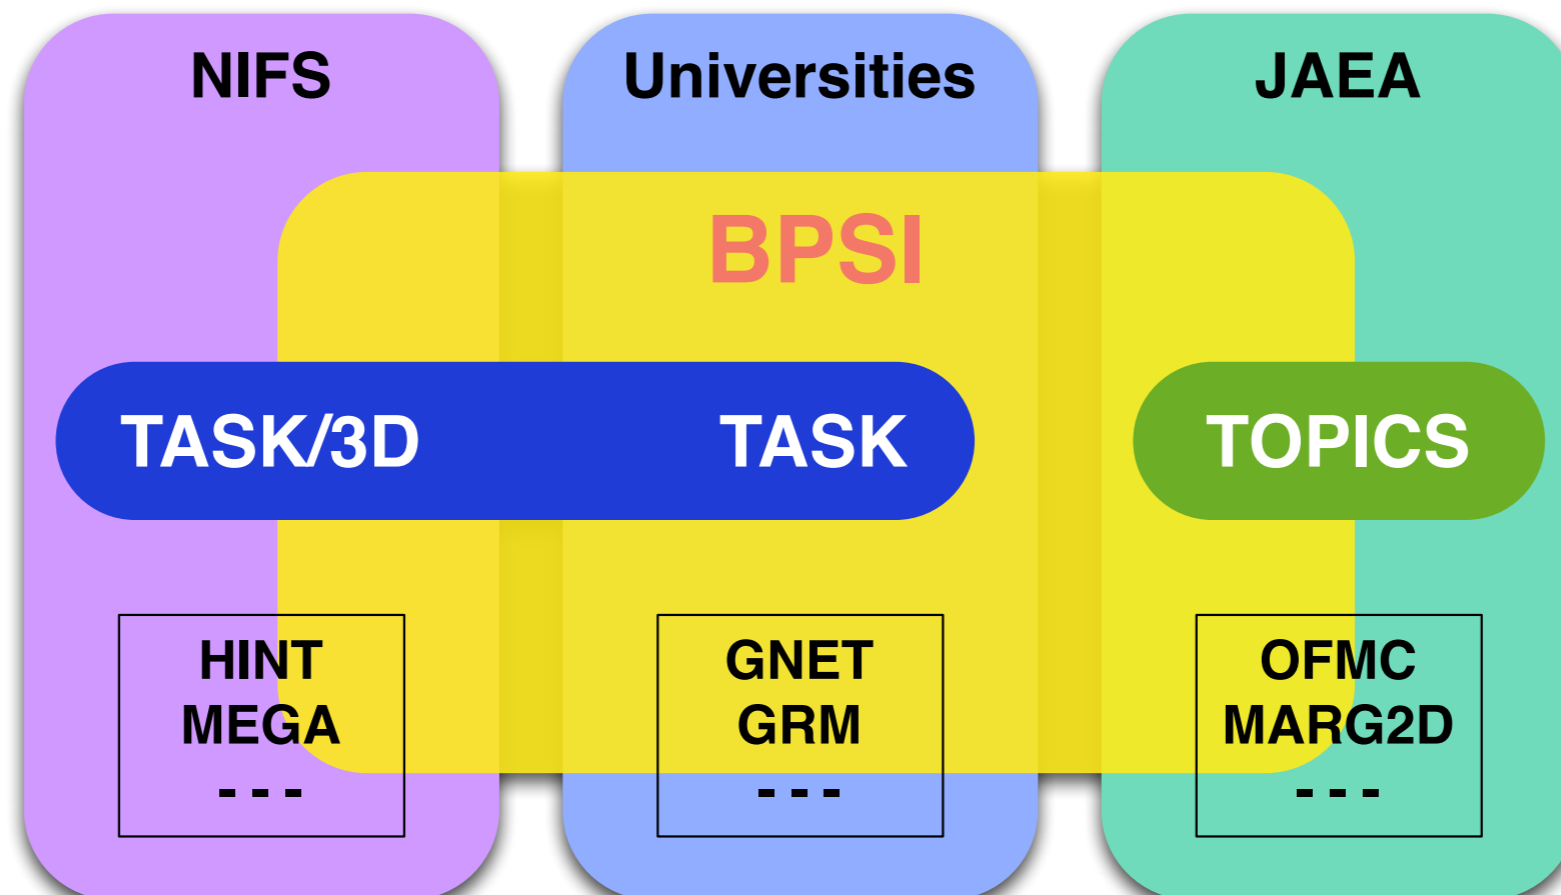 NIFS
Universities
JAEA
BPSI
TASK/3D
TASK
TOPICS
HINT
MEGA
- - -
GNET
GRM
- - -
OFMC
MARG2D
- - -